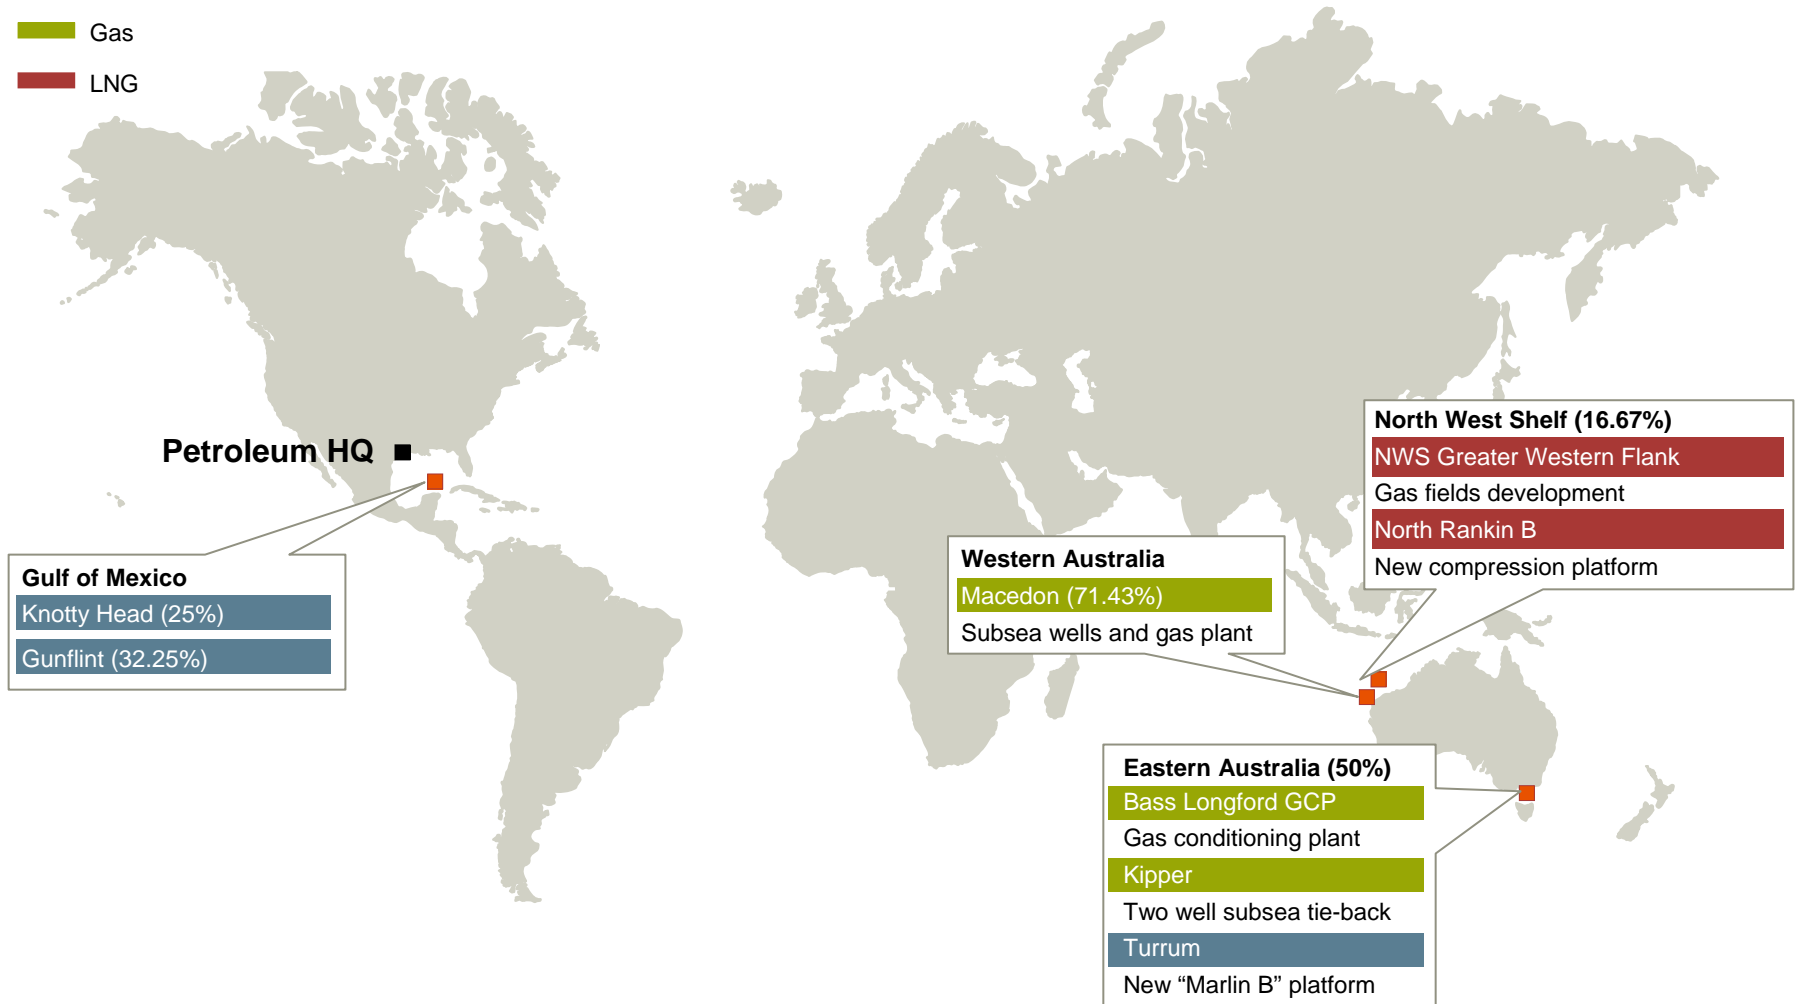 Gas
LNG
Petroleum HQ
Gulf of Mexico
Knotty Head (25%)
Gunflint (32.25%)
Western Australia
Macedon (71.43%)
Subsea wells and gas plant
North West Shelf (16.67%)
NWS Greater Western Flank
Gas fields development
North Rankin B
New compression platform
Eastern Australia (50%)
Bass Longford GCP
Gas conditioning plant
Kipper
Two well subsea tie-back
Turrum
New “Marlin B” platform